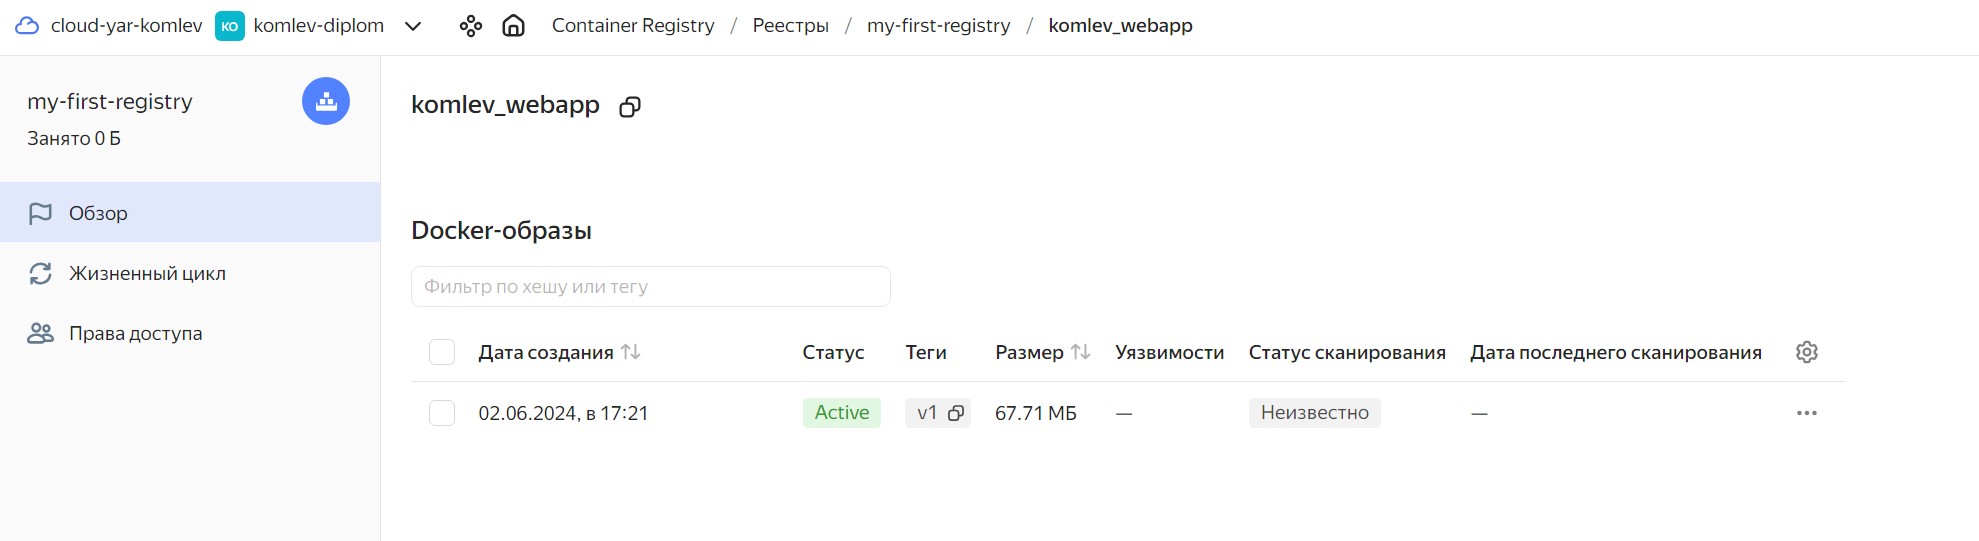 cloud-yar-komlev KO komlev-diplom Container Registry / Реестры / my-first-registry / komlev_webapp
my-first-registry
Занято 0 Б
Обзор
Жизненный цикл
Права доступа
komlev_webapp
Docker-образы
Фильтр по хешу или тегу
Дата создания Статус Теги Размер Уязвимости Статус сканирования Дата последнего сканирования
02.06.2024, в 17:21 Active v1 67.71 МБ — Неизвестно —